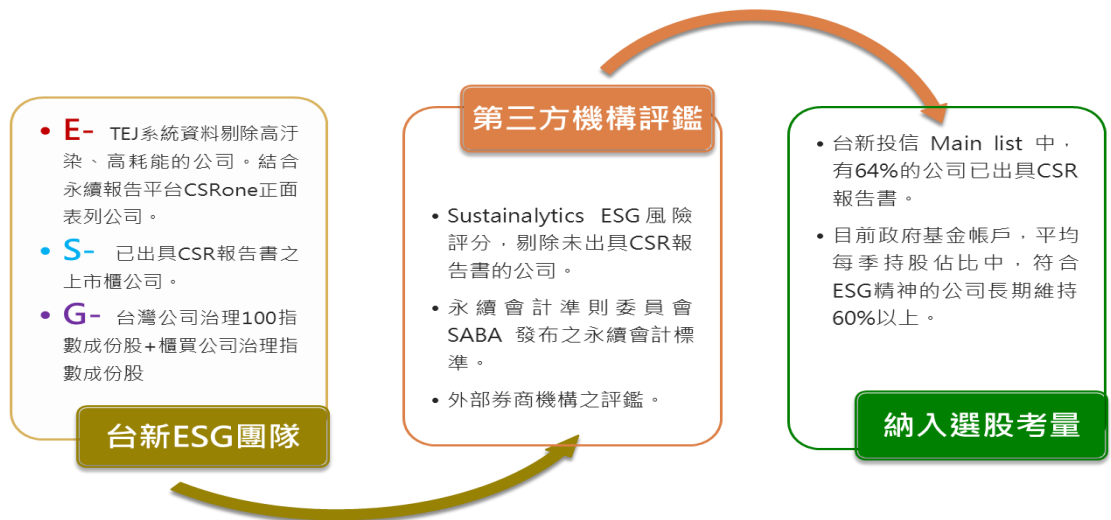 • E- TEJ系統資料剔除高汙
染、高耗能的公司。結合
永續報告平台CSRone正面
表列公司。
• S- 已出具CSR報告書之
上市櫃公司。
• G- 台灣公司治理100指
數成份股+櫃買公司治理指
數成份股
台新ESG團隊
第三方機構評鑑
• Sustainalytics ESG風險
評分，剔除未出具CSR報
告書的公司。
• 永續會計準則委員會
SABA 發布之永續會計標
準。
• 外部券商機構之評鑑。
• 台新投信 Main list 中，
有64%的公司已出具CSR
報告書。
• 目前政府基金帳戶，平均
每季持股佔比中，符合
ESG精神的公司長期維持
60%以上。
納入選股考量